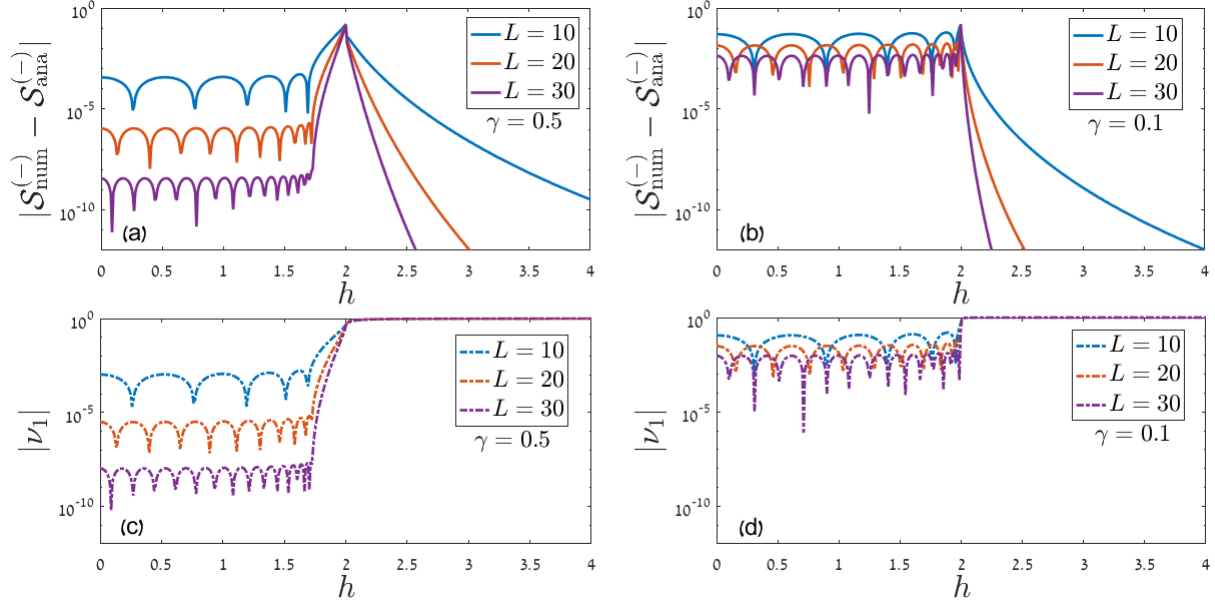 |S_num^(−) − S_ana^(−)|
10^0
10^-5
10^-10
L = 10
L = 20
L = 30
γ = 0.5
(a)
0 0.5 1 1.5 2 2.5 3 3.5 4
h
|S_num^(−) − S_ana^(−)|
10^0
10^-5
10^-10
L = 10
L = 20
L = 30
γ = 0.1
(b)
0 0.5 1 1.5 2 2.5 3 3.5 4
h
|ν_1|
10^0
10^-5
10^-10
L = 10
L = 20
L = 30
γ = 0.5
(c)
0 0.5 1 1.5 2 2.5 3 3.5 4
h
|ν_1|
10^0
10^-5
10^-10
L = 10
L = 20
L = 30
γ = 0.1
(d)
0 0.5 1 1.5 2 2.5 3 3.5 4
h